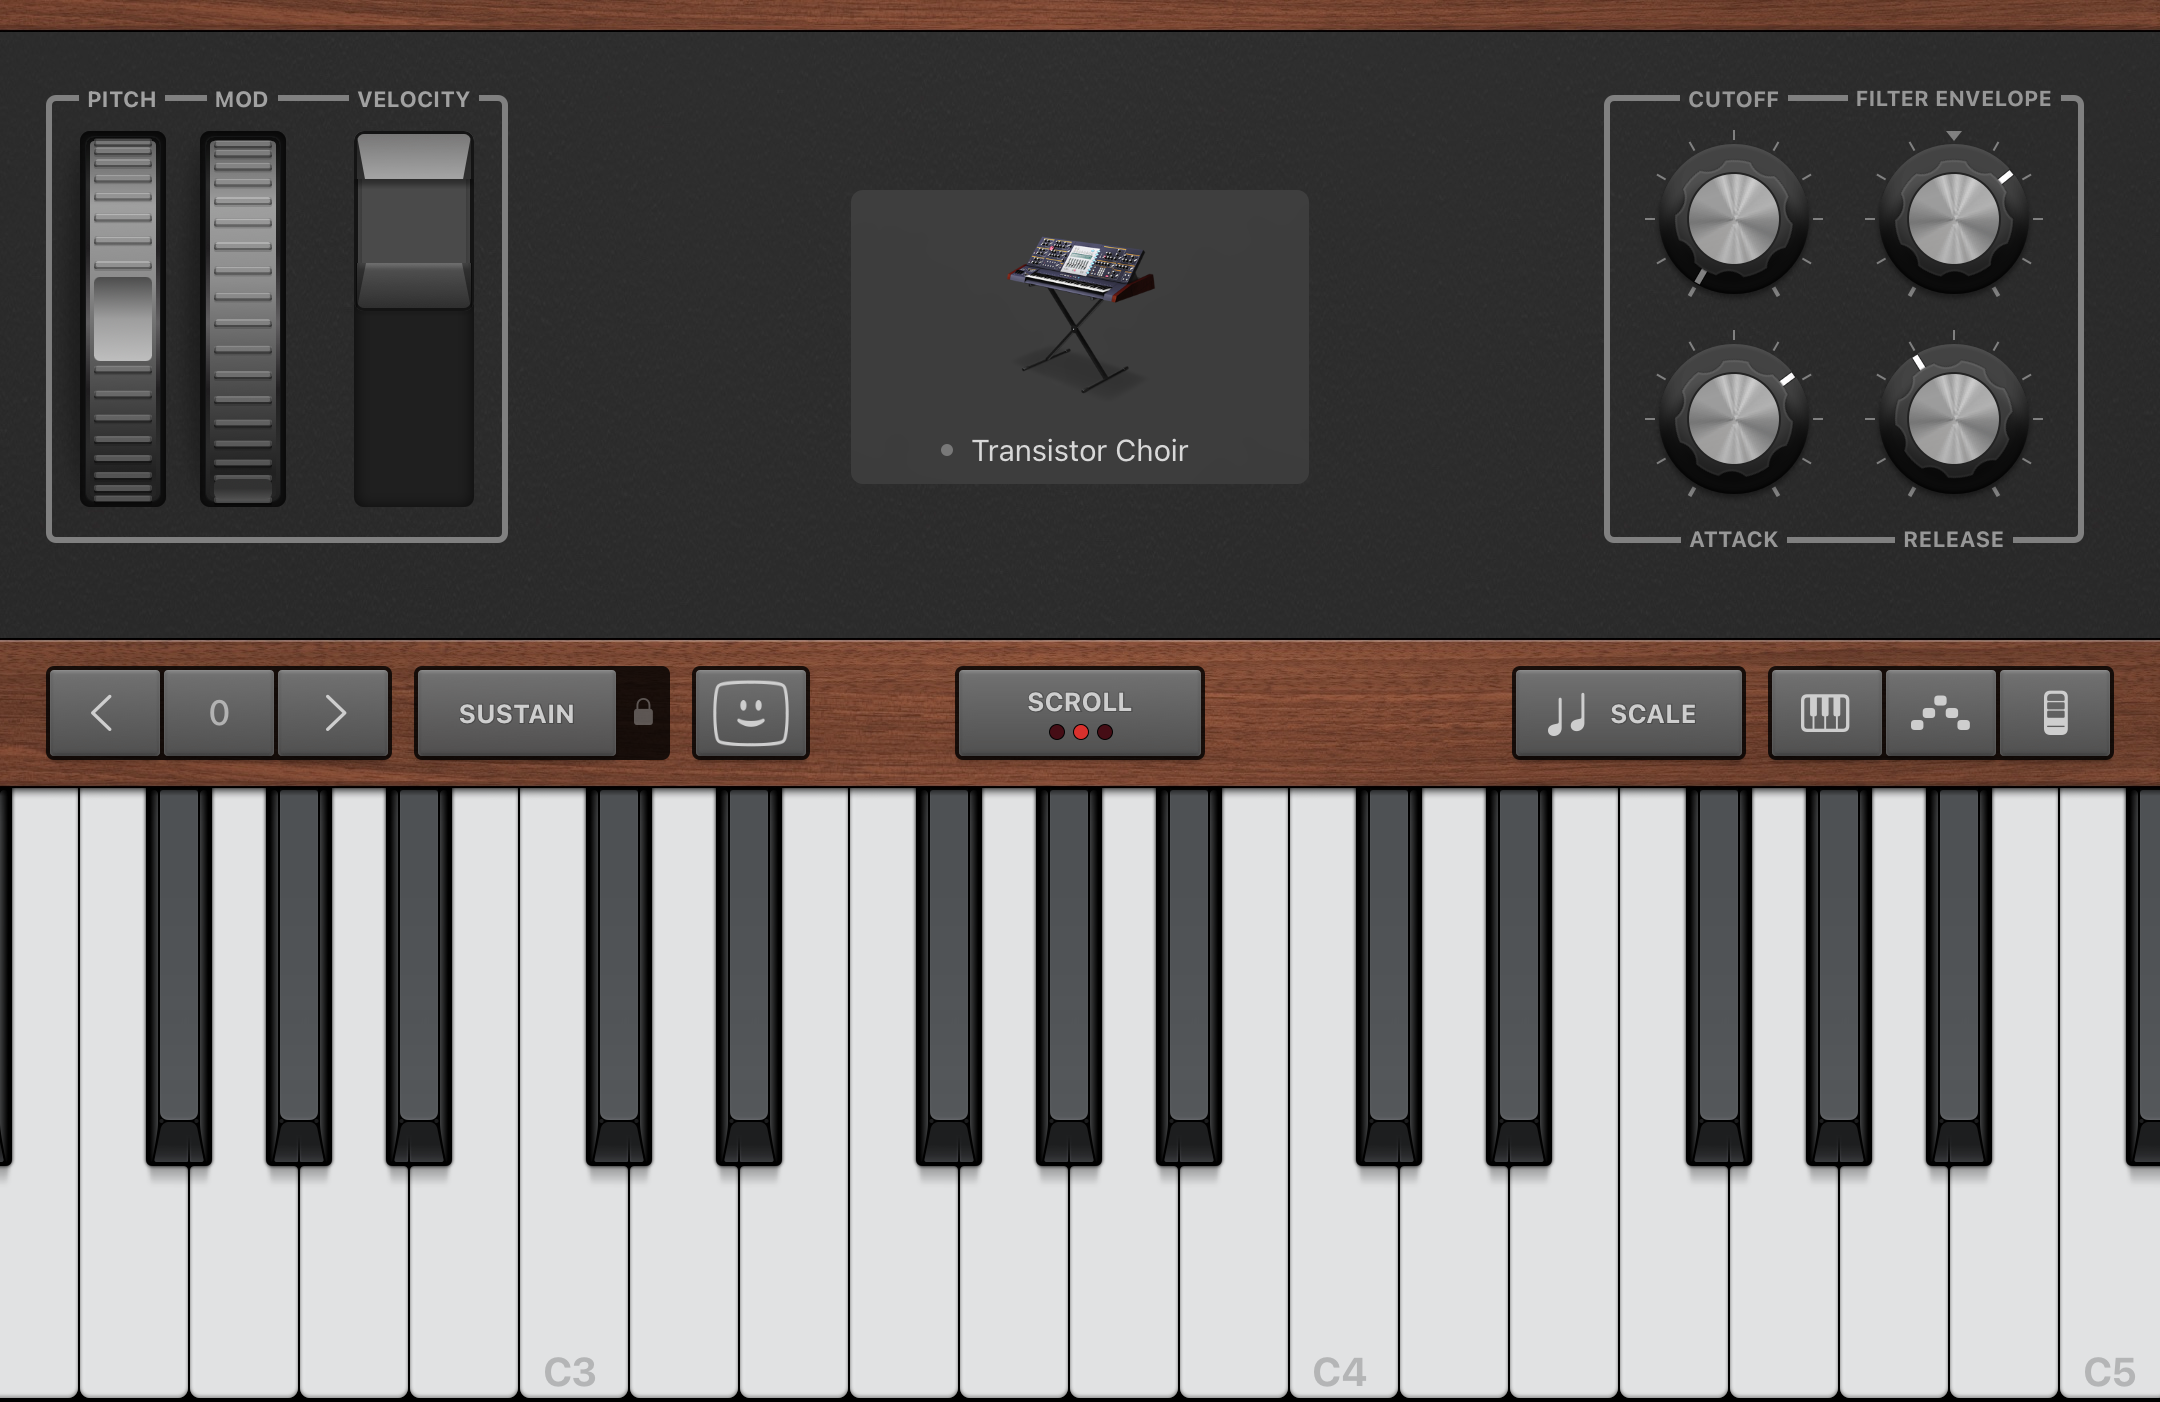 PITCH MOD VELOCITY
CUTOFF FILTER ENVELOPE
Transistor Choir
ATTACK RELEASE
0 SUSTAIN SCROLL SCALE
C3 C4 C5